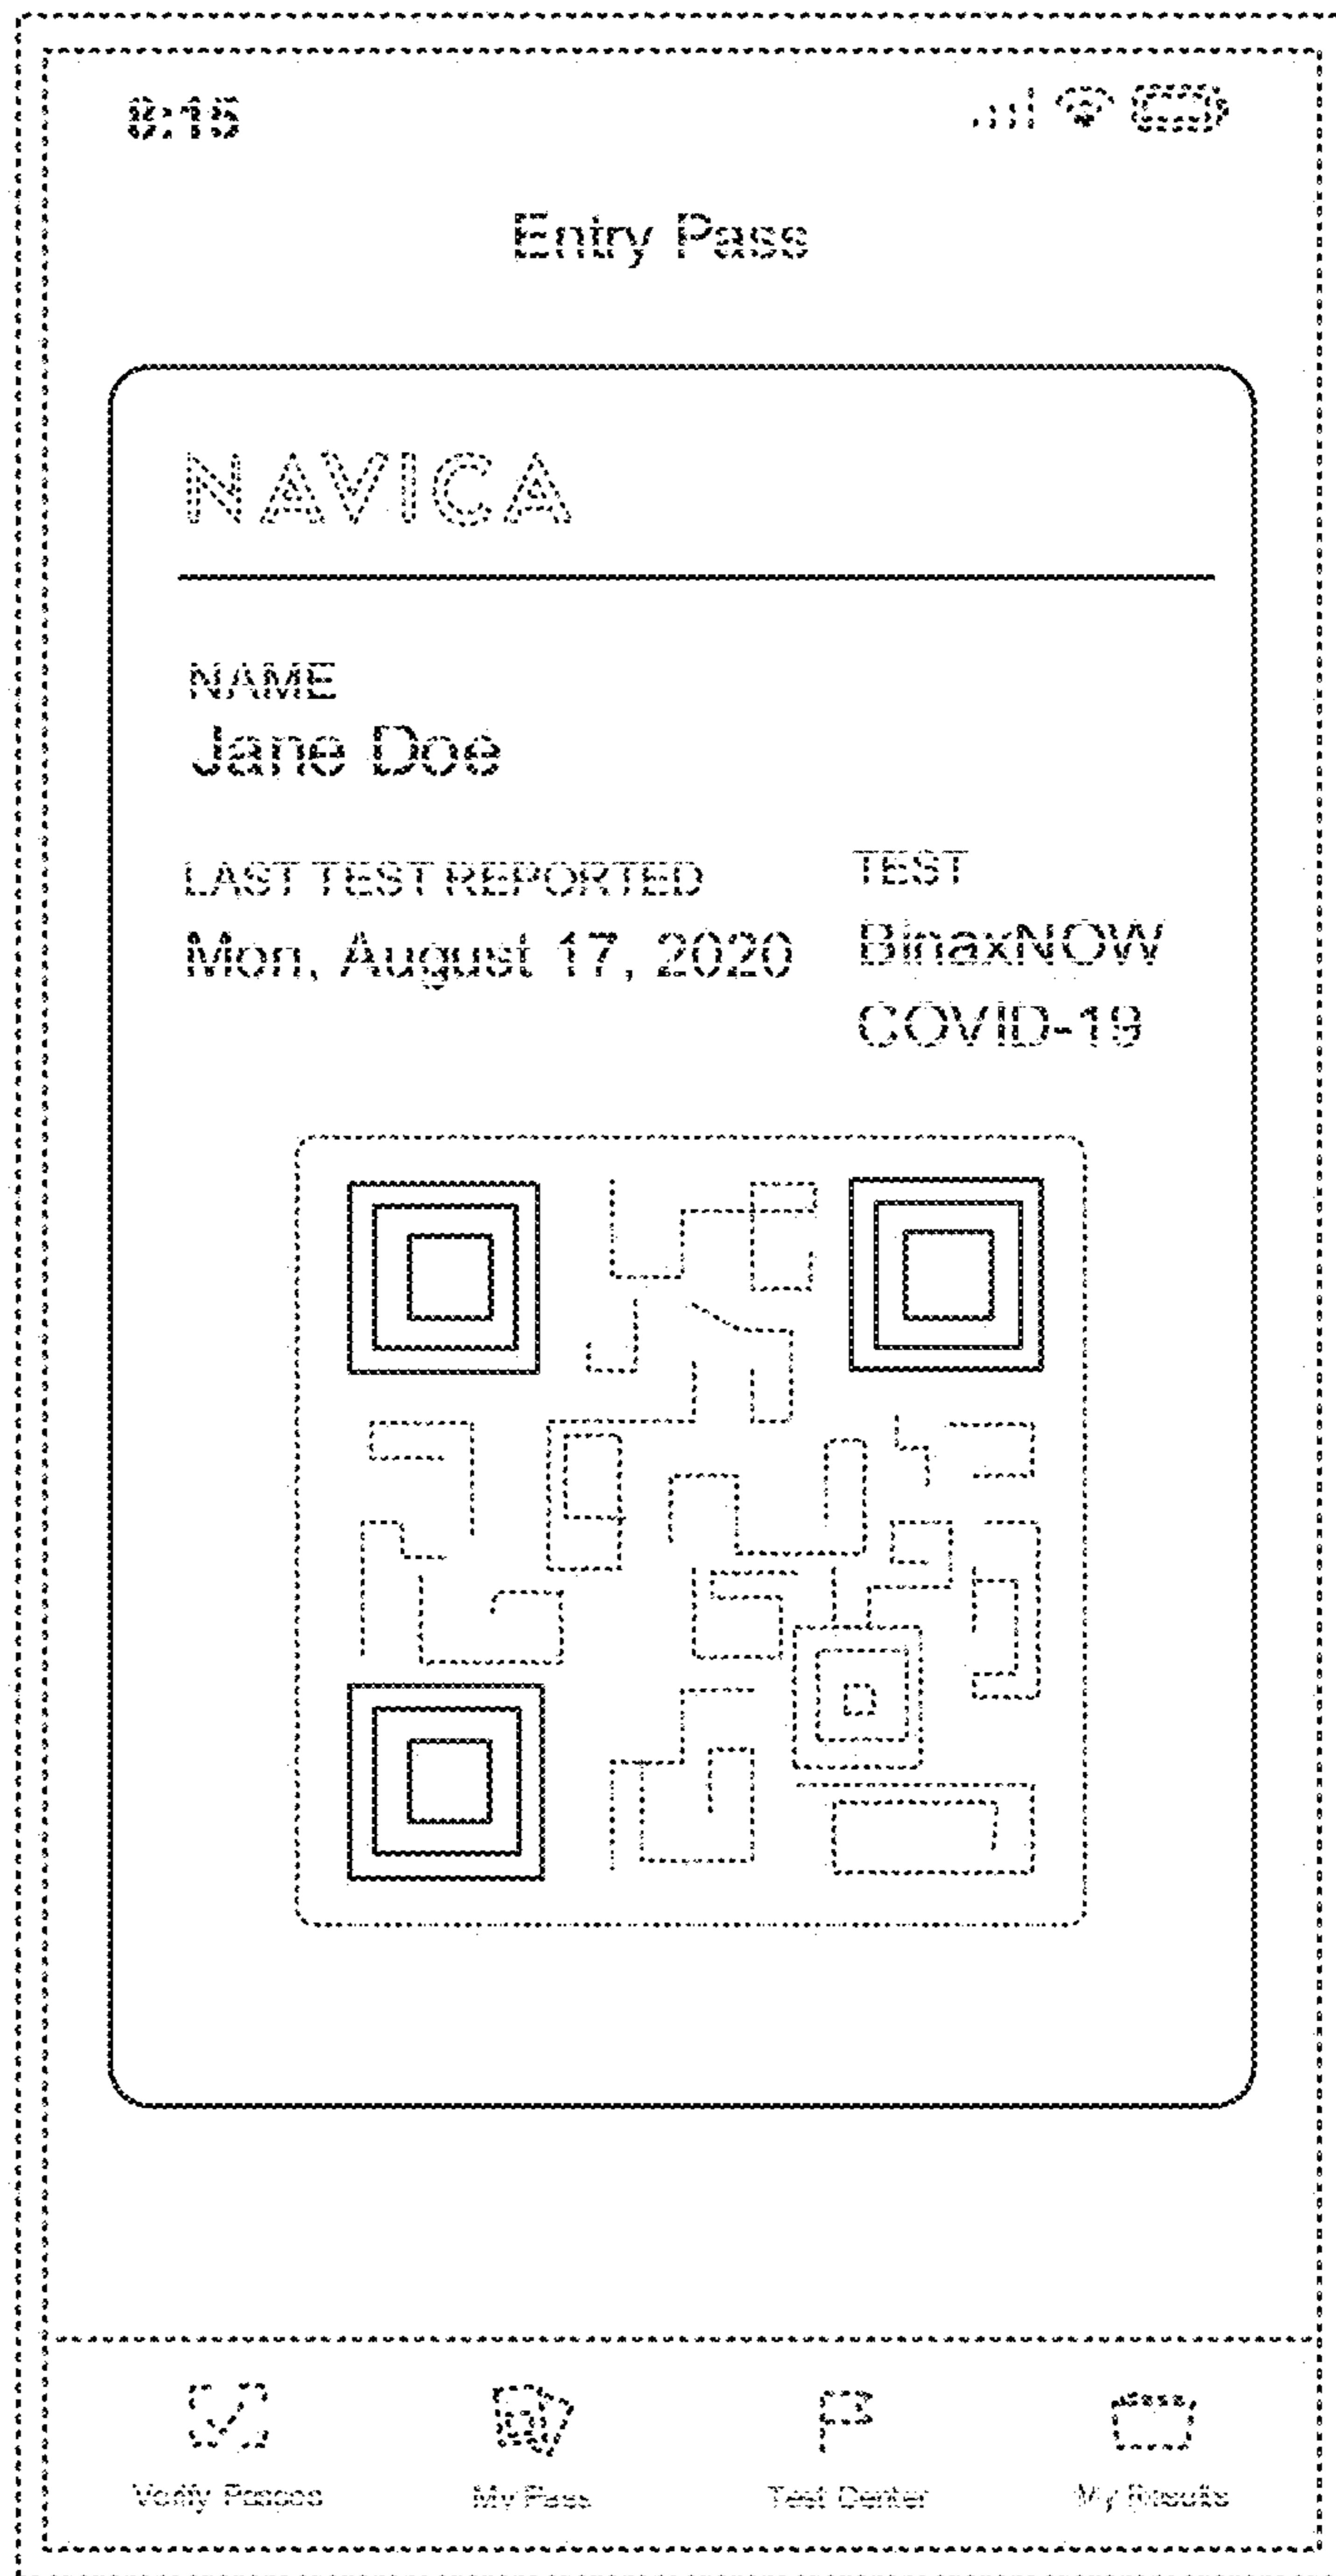 8:15
Entry Pass
NAVICA
NAME
Jane Doe
LAST TEST REPORTED
Mon, August 17, 2020
TEST
BinaxNOW
COVID-19
Verify Passes
My Pass
Test Center
My Results